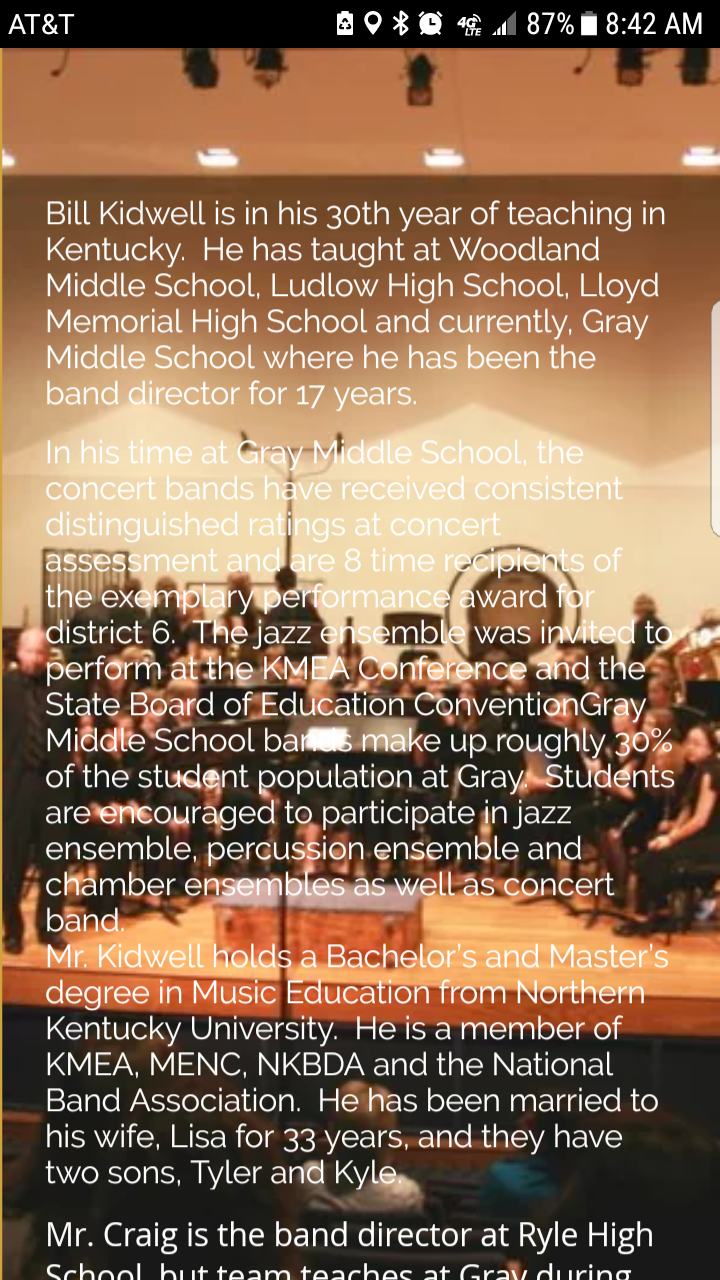 AT&T 4G LTE 87% 8:42 AM
Bill Kidwell is in his 30th year of teaching in
Kentucky.  He has taught at Woodland
Middle School, Ludlow High School, Lloyd
Memorial High School and currently, Gray
Middle School where he has been the
band director for 17 years.
In his time at Gray Middle School, the
concert bands have received consistent
distinguished ratings at concert
assessment and are 8 time recipients of
the exemplary performance award for
district 6.  The jazz ensemble was invited to
perform at the KMEA Conference and the
State Board of Education ConventionGray
Middle School bands make up roughly 30%
of the student population at Gray.  Students
are encouraged to participate in jazz
ensemble, percussion ensemble and
chamber ensembles as well as concert
band.
Mr. Kidwell holds a Bachelor's and Master's
degree in Music Education from Northern
Kentucky University.  He is a member of
KMEA, MENC, NKBDA and the National
Band Association.  He has been married to
his wife, Lisa for 33 years, and they have
two sons, Tyler and Kyle.
Mr. Craig is the band director at Ryle High
School, but team teaches at Gray during